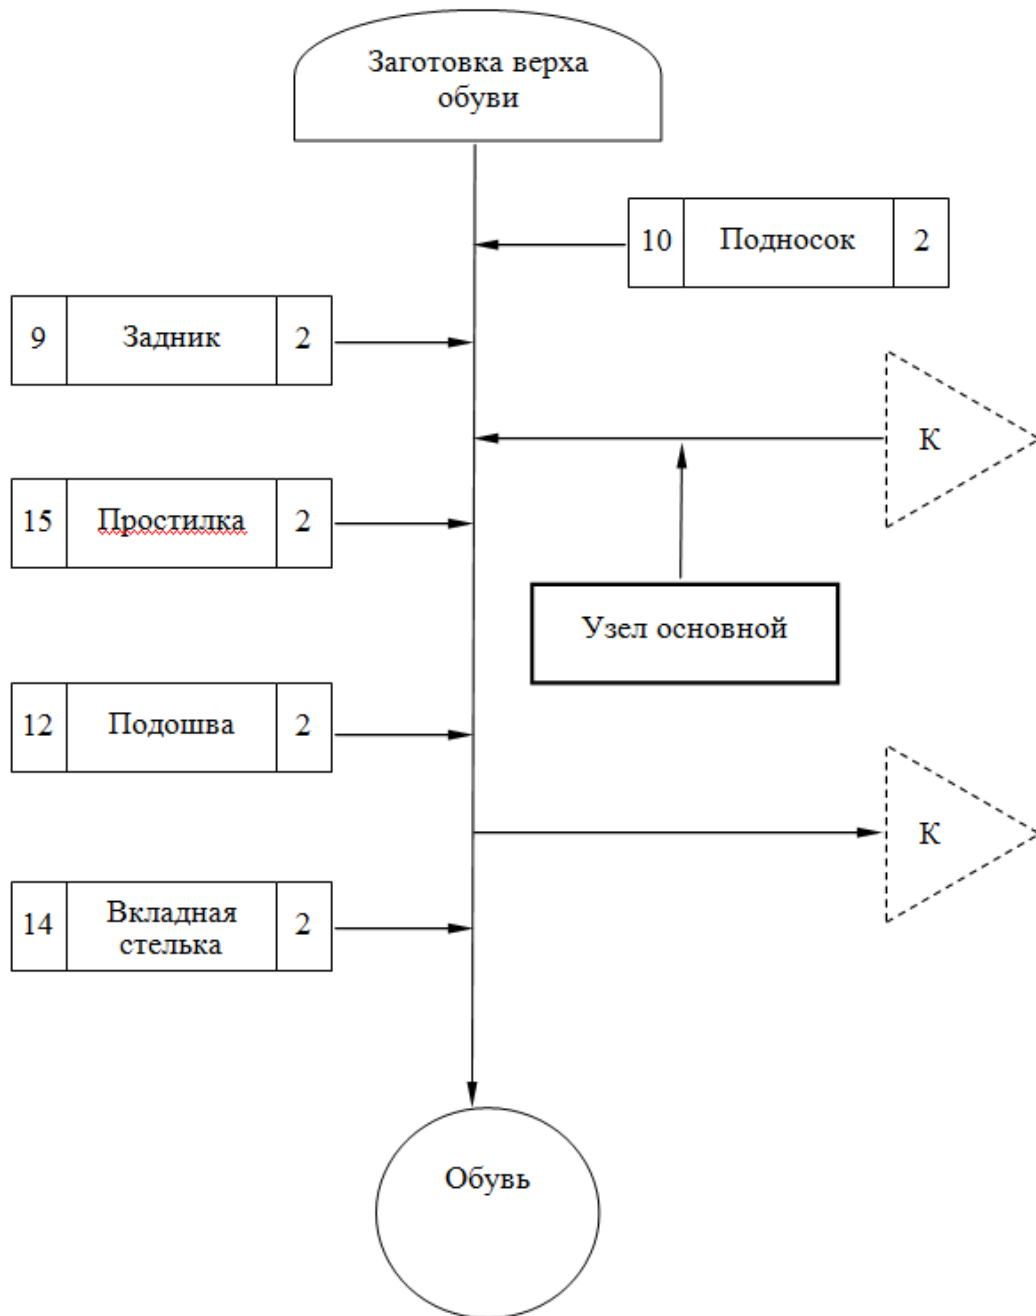 Заготовка верха
обуви
10 Подносок 2
9 Задник 2
К
15 Простилка 2
Узел основной
12 Подошва 2
К
14 Вкладная
стелька 2
Обувь